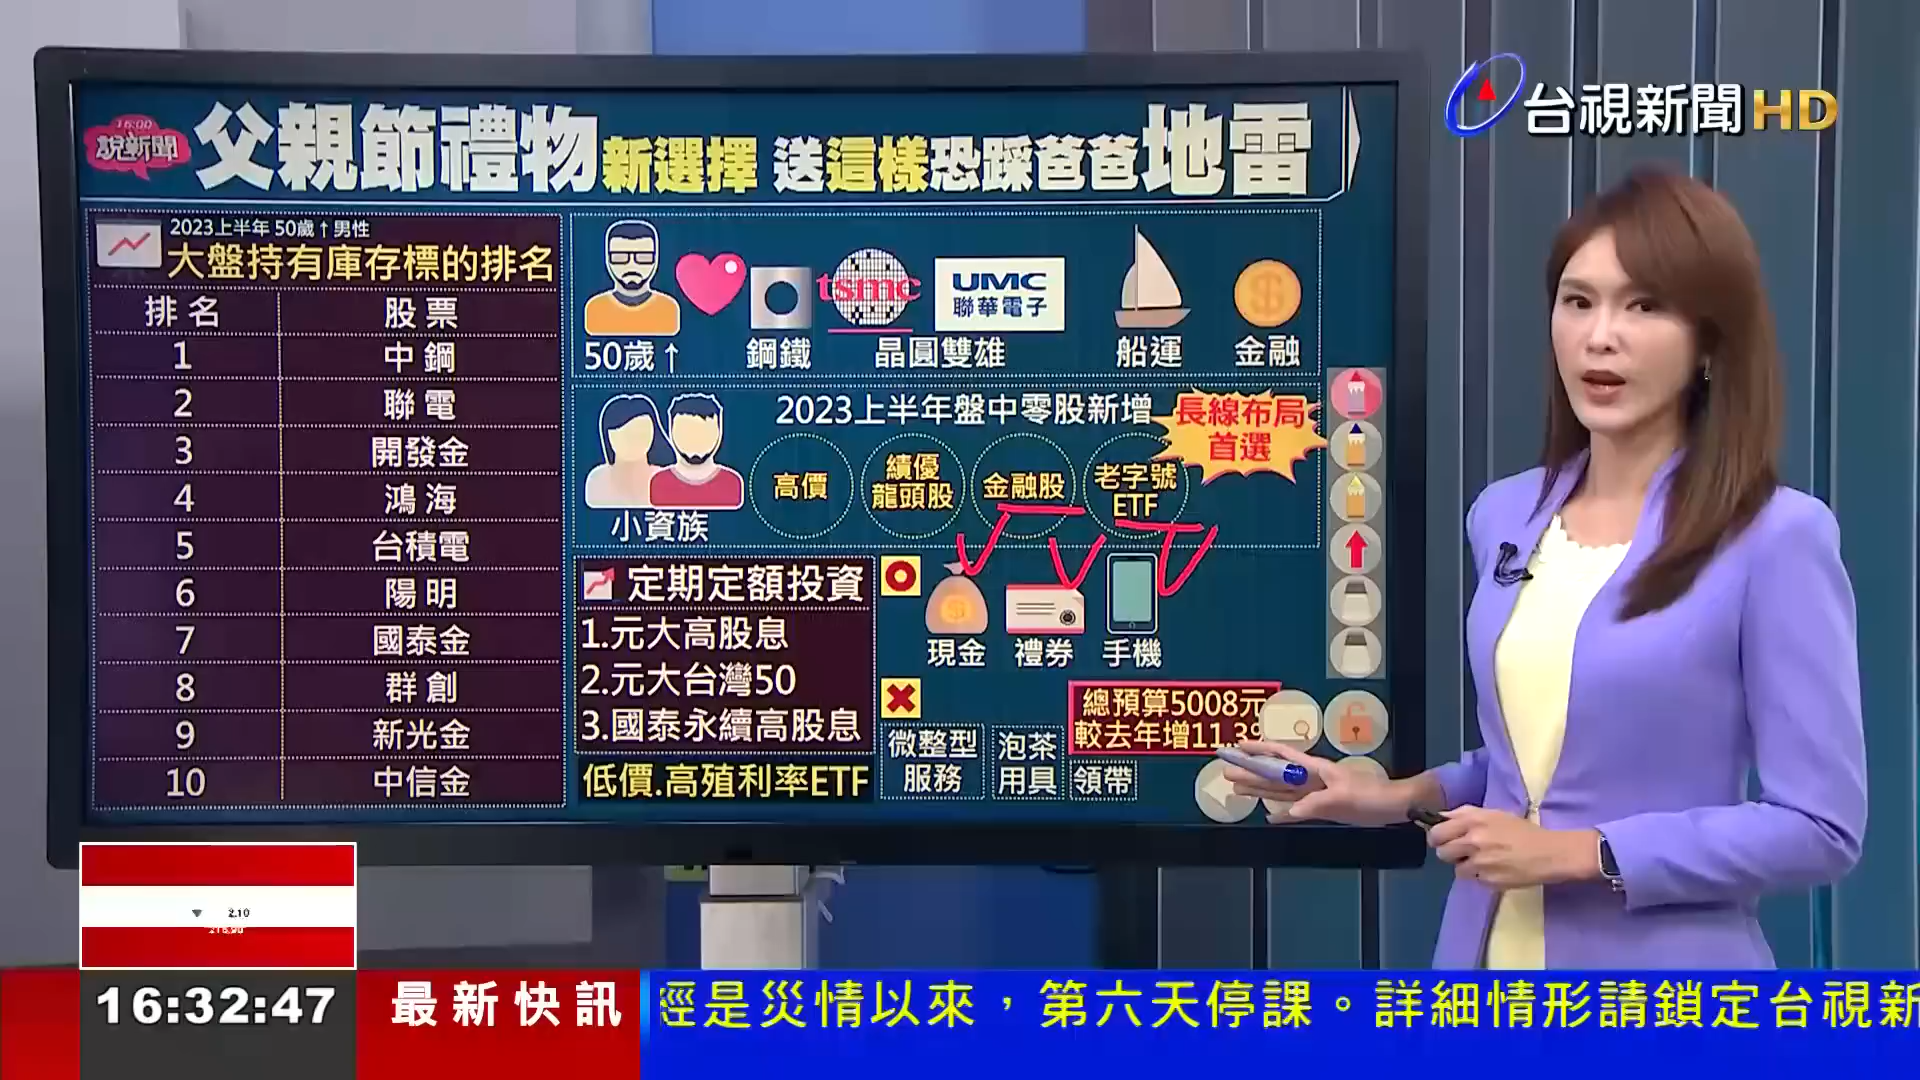 台視新聞HD
16:00
說新聞
父親節禮物新選擇 送這樣恐踩爸爸地雷
2023上半年 50歲↑男性
大盤持有庫存標的排名
排名 股票
1 中鋼
2 聯電
3 開發金
4 鴻海
5 台積電
6 陽明
7 國泰金
8 群創
9 新光金
10 中信金
tsmc
UMC
聯華電子
50歲↑ 鋼鐵 晶圓雙雄 船運 金融
2023上半年盤中零股新增
長線布局
首選
高價
績優
龍頭股
金融股
老字號
ETF
小資族
定期定額投資
1.元大高股息
2.元大台灣50
3.國泰永續高股息
低價.高殖利率ETF
現金 禮券 手機
微整型
服務
泡茶
用具
領帶
總預算5008元
較去年增11.3%
▼ 2.10
16:32:47
最新快訊
經是災情以來，第六天停課。詳細情形請鎖定台視新